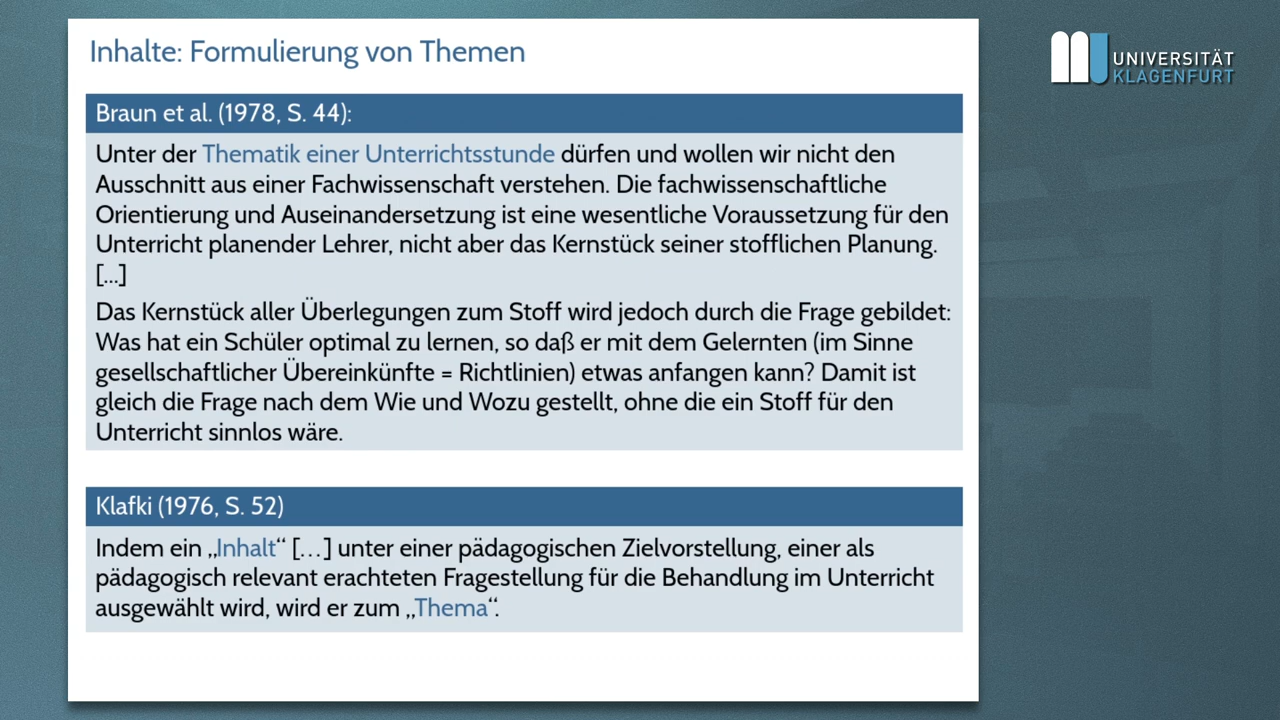 Inhalte: Formulierung von Themen
UNIVERSITÄT
KLAGENFURT
Braun et al. (1978, S. 44):
Unter der Thematik einer Unterrichtsstunde dürfen und wollen wir nicht den
Ausschnitt aus einer Fachwissenschaft verstehen. Die fachwissenschaftliche
Orientierung und Auseinandersetzung ist eine wesentliche Voraussetzung für den
Unterricht planender Lehrer, nicht aber das Kernstück seiner stofflichen Planung.
[...]
Das Kernstück aller Überlegungen zum Stoff wird jedoch durch die Frage gebildet:
Was hat ein Schüler optimal zu lernen, so daß er mit dem Gelernten (im Sinne
gesellschaftlicher Übereinkünfte = Richtlinien) etwas anfangen kann? Damit ist
gleich die Frage nach dem Wie und Wozu gestellt, ohne die ein Stoff für den
Unterricht sinnlos wäre.
Klafki (1976, S. 52)
Indem ein „Inhalt“ […] unter einer pädagogischen Zielvorstellung, einer als
pädagogisch relevant erachteten Fragestellung für die Behandlung im Unterricht
ausgewählt wird, wird er zum „Thema“.